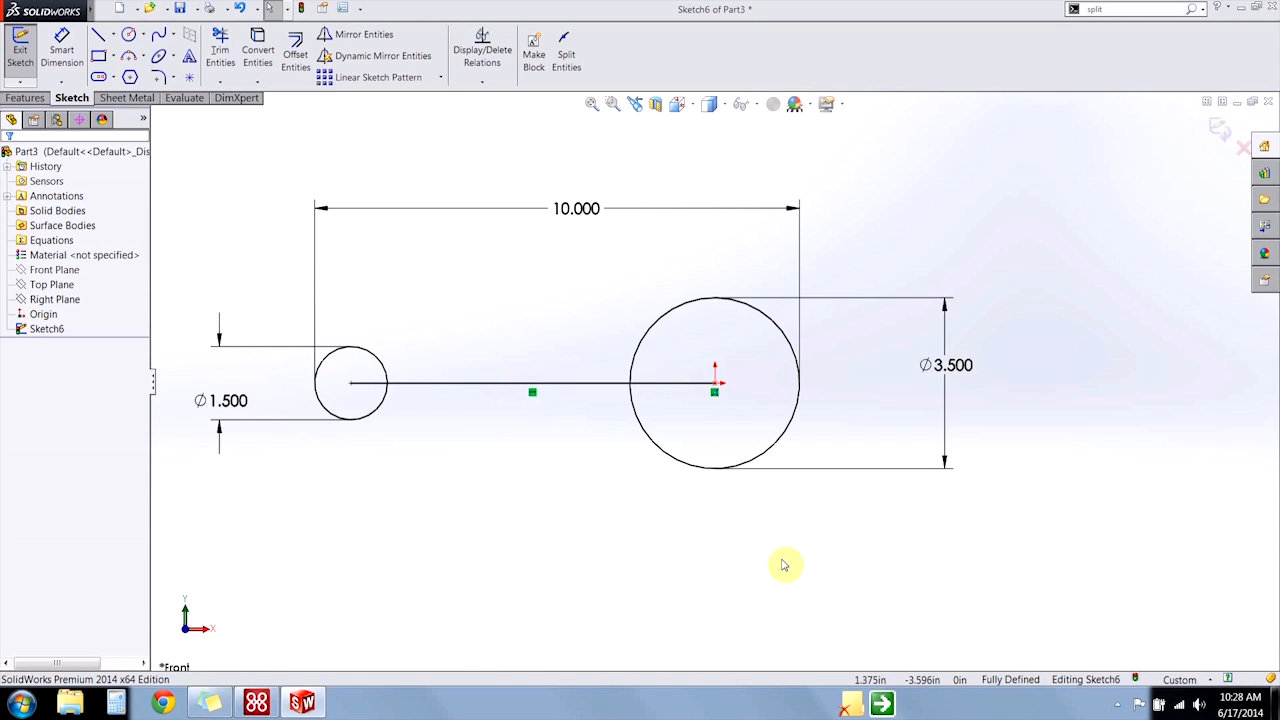 SOLIDWORKS
Sketch6 of Part3 *
split
Exit Sketch
Smart Dimension
Trim Entities
Convert Entities
Offset Entities
Mirror Entities
Dynamic Mirror Entities
Linear Sketch Pattern
Display/Delete Relations
Make Block
Split Entities
Features
Sketch
Sheet Metal
Evaluate
DimXpert
Part3 (Default<<Default>_Dis
History
Sensors
Annotations
Solid Bodies
Surface Bodies
Equations
Material <not specified>
Front Plane
Top Plane
Right Plane
Origin
Sketch6
10.000
Ø 1.500
Ø 3.500
Y
X
*Front
SolidWorks Premium 2014 x64 Edition
1.375in
-3.596in
0in
Fully Defined
Editing Sketch6
Custom
10:28 AM
6/17/2014